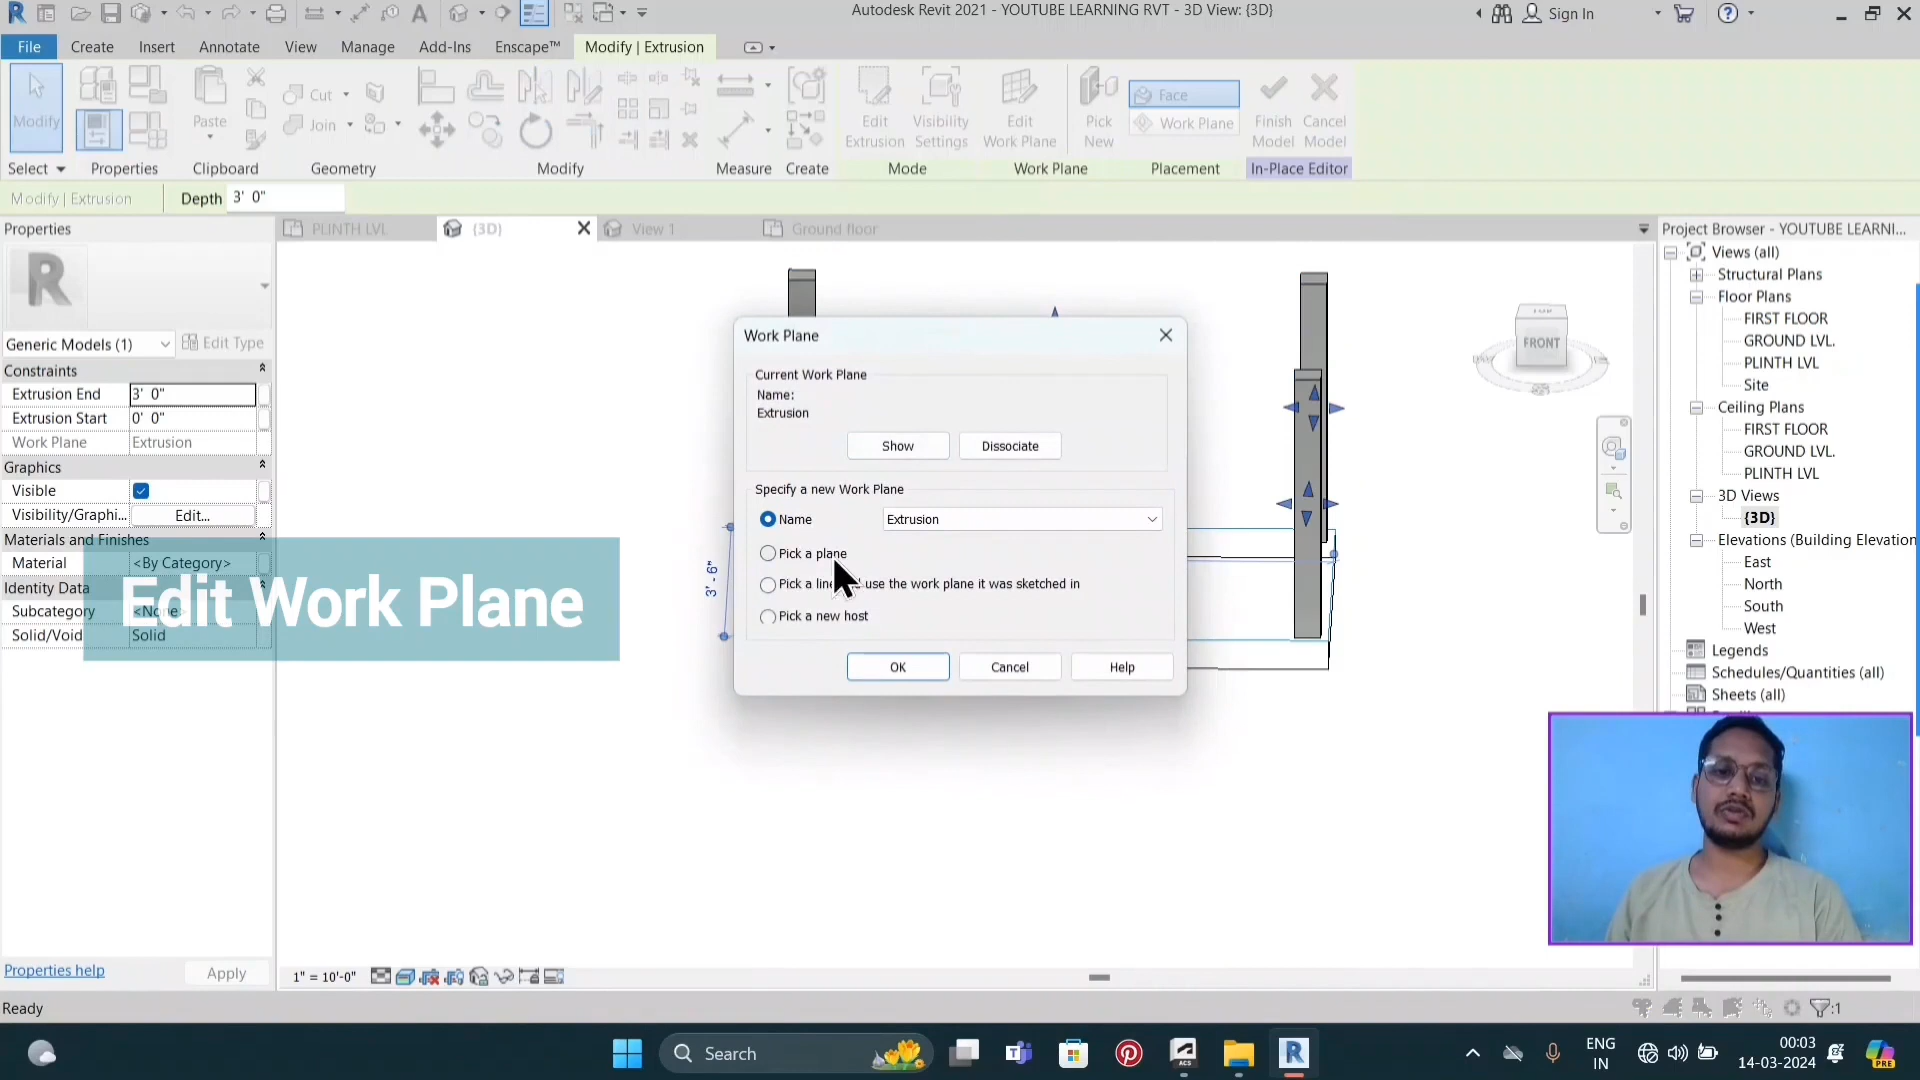 Autodesk Revit 2021 - YOUTUBE LEARNING RVT - 3D View: {3D}
Sign In
File Create Insert Annotate View Manage Add-Ins Enscape™ Modify | Extrusion
Modify
Paste
Cut
Join
Edit Extrusion
Visibility Settings
Edit Work Plane
Pick New
Face
Work Plane
Finish Model
Cancel Model
Select Properties Clipboard Geometry Modify Measure Create Mode Work Plane Placement In-Place Editor
Modify | Extrusion Depth 3' 0"
Properties
PLINTH LVL {3D} View 1 Ground floor
Generic Models (1) Edit Type
Constraints
Extrusion End 3' 0"
Extrusion Start 0' 0"
Work Plane Extrusion
Graphics
Visible
Visibility/Graphi... Edit...
Materials and Finishes
Material <By Category>
Identity Data
Subcategory <None>
Solid/Void Solid
Edit Work Plane
Properties help Apply
3' - 6"
Work Plane
Current Work Plane
Name:
Extrusion
Show Dissociate
Specify a new Work Plane
Name Extrusion
Pick a plane
Pick a line use the work plane it was sketched in
Pick a new host
OK Cancel Help
TOP
FRONT
Project Browser - YOUTUBE LEARNI...
Views (all)
Structural Plans
Floor Plans
FIRST FLOOR
GROUND LVL.
PLINTH LVL
Site
Ceiling Plans
FIRST FLOOR
GROUND LVL.
PLINTH LVL
3D Views
{3D}
Elevations (Building Elevation
East
North
South
West
Legends
Schedules/Quantities (all)
Sheets (all)
1" = 10'-0"
Ready
:1
Search
ENG
IN
00:03
14-03-2024